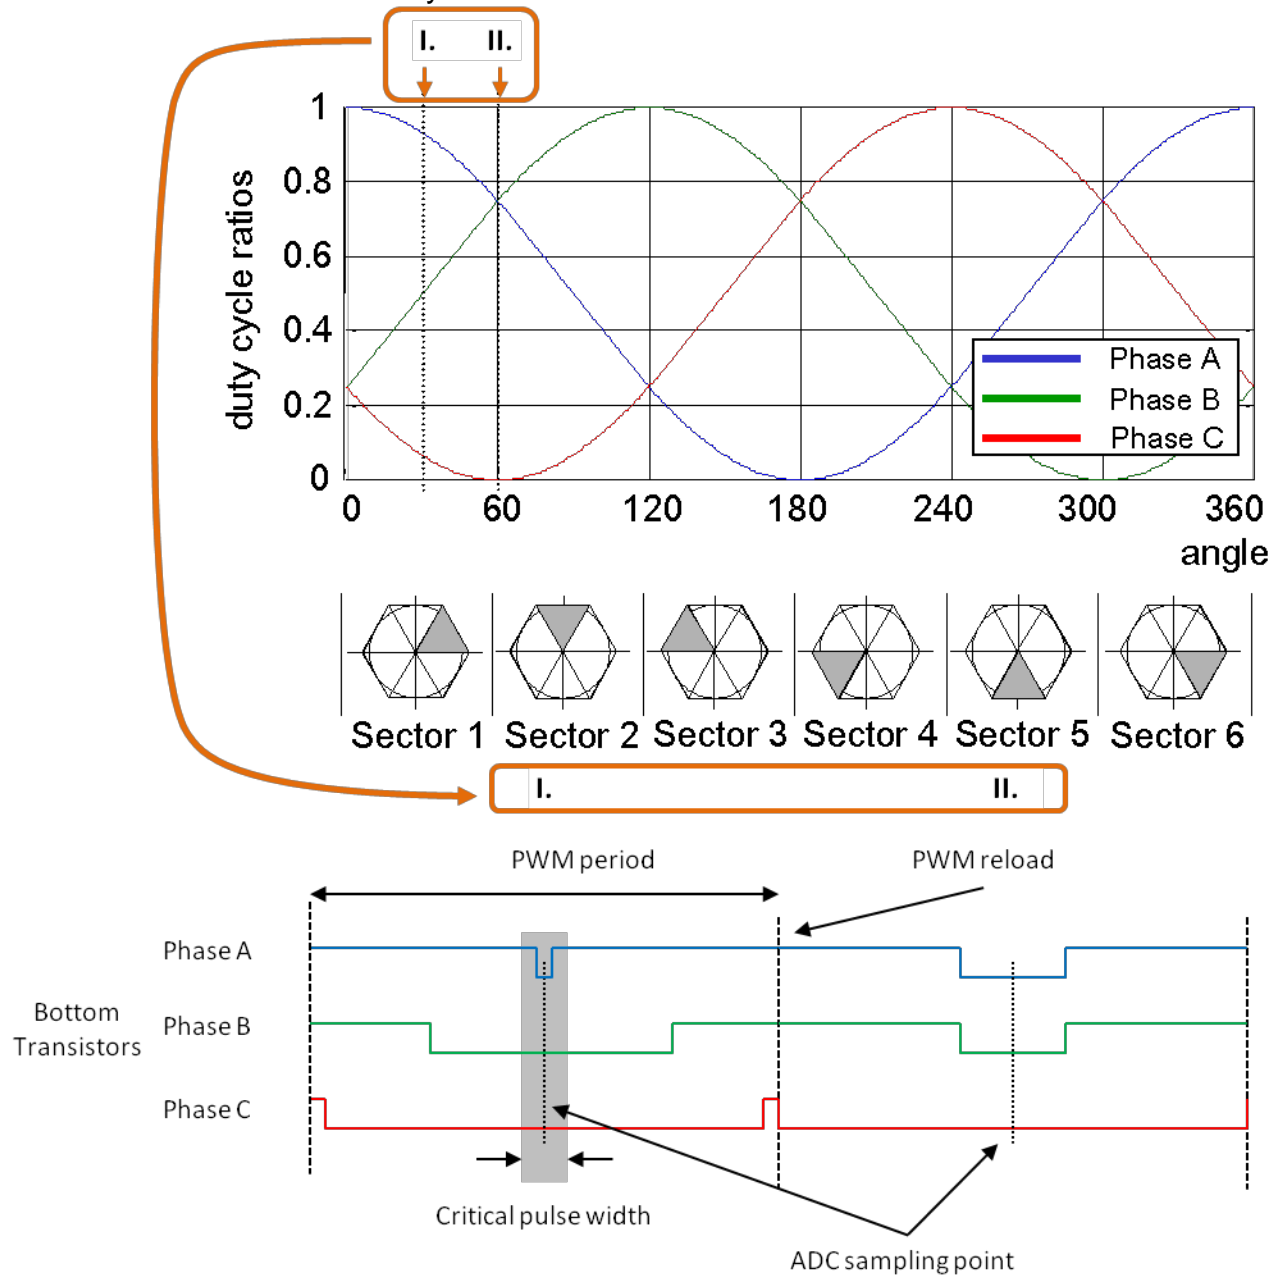 I. II.
1
0.8
0.6
0.4
0.2
0
duty cycle ratios
Phase A
Phase B
Phase C
0 60 120 180 240 300 360
angle
Sector 1 Sector 2 Sector 3 Sector 4 Sector 5 Sector 6
I. II.
PWM period PWM reload
Phase A
Bottom
Transistors
Phase B
Phase C
Critical pulse width
ADC sampling point